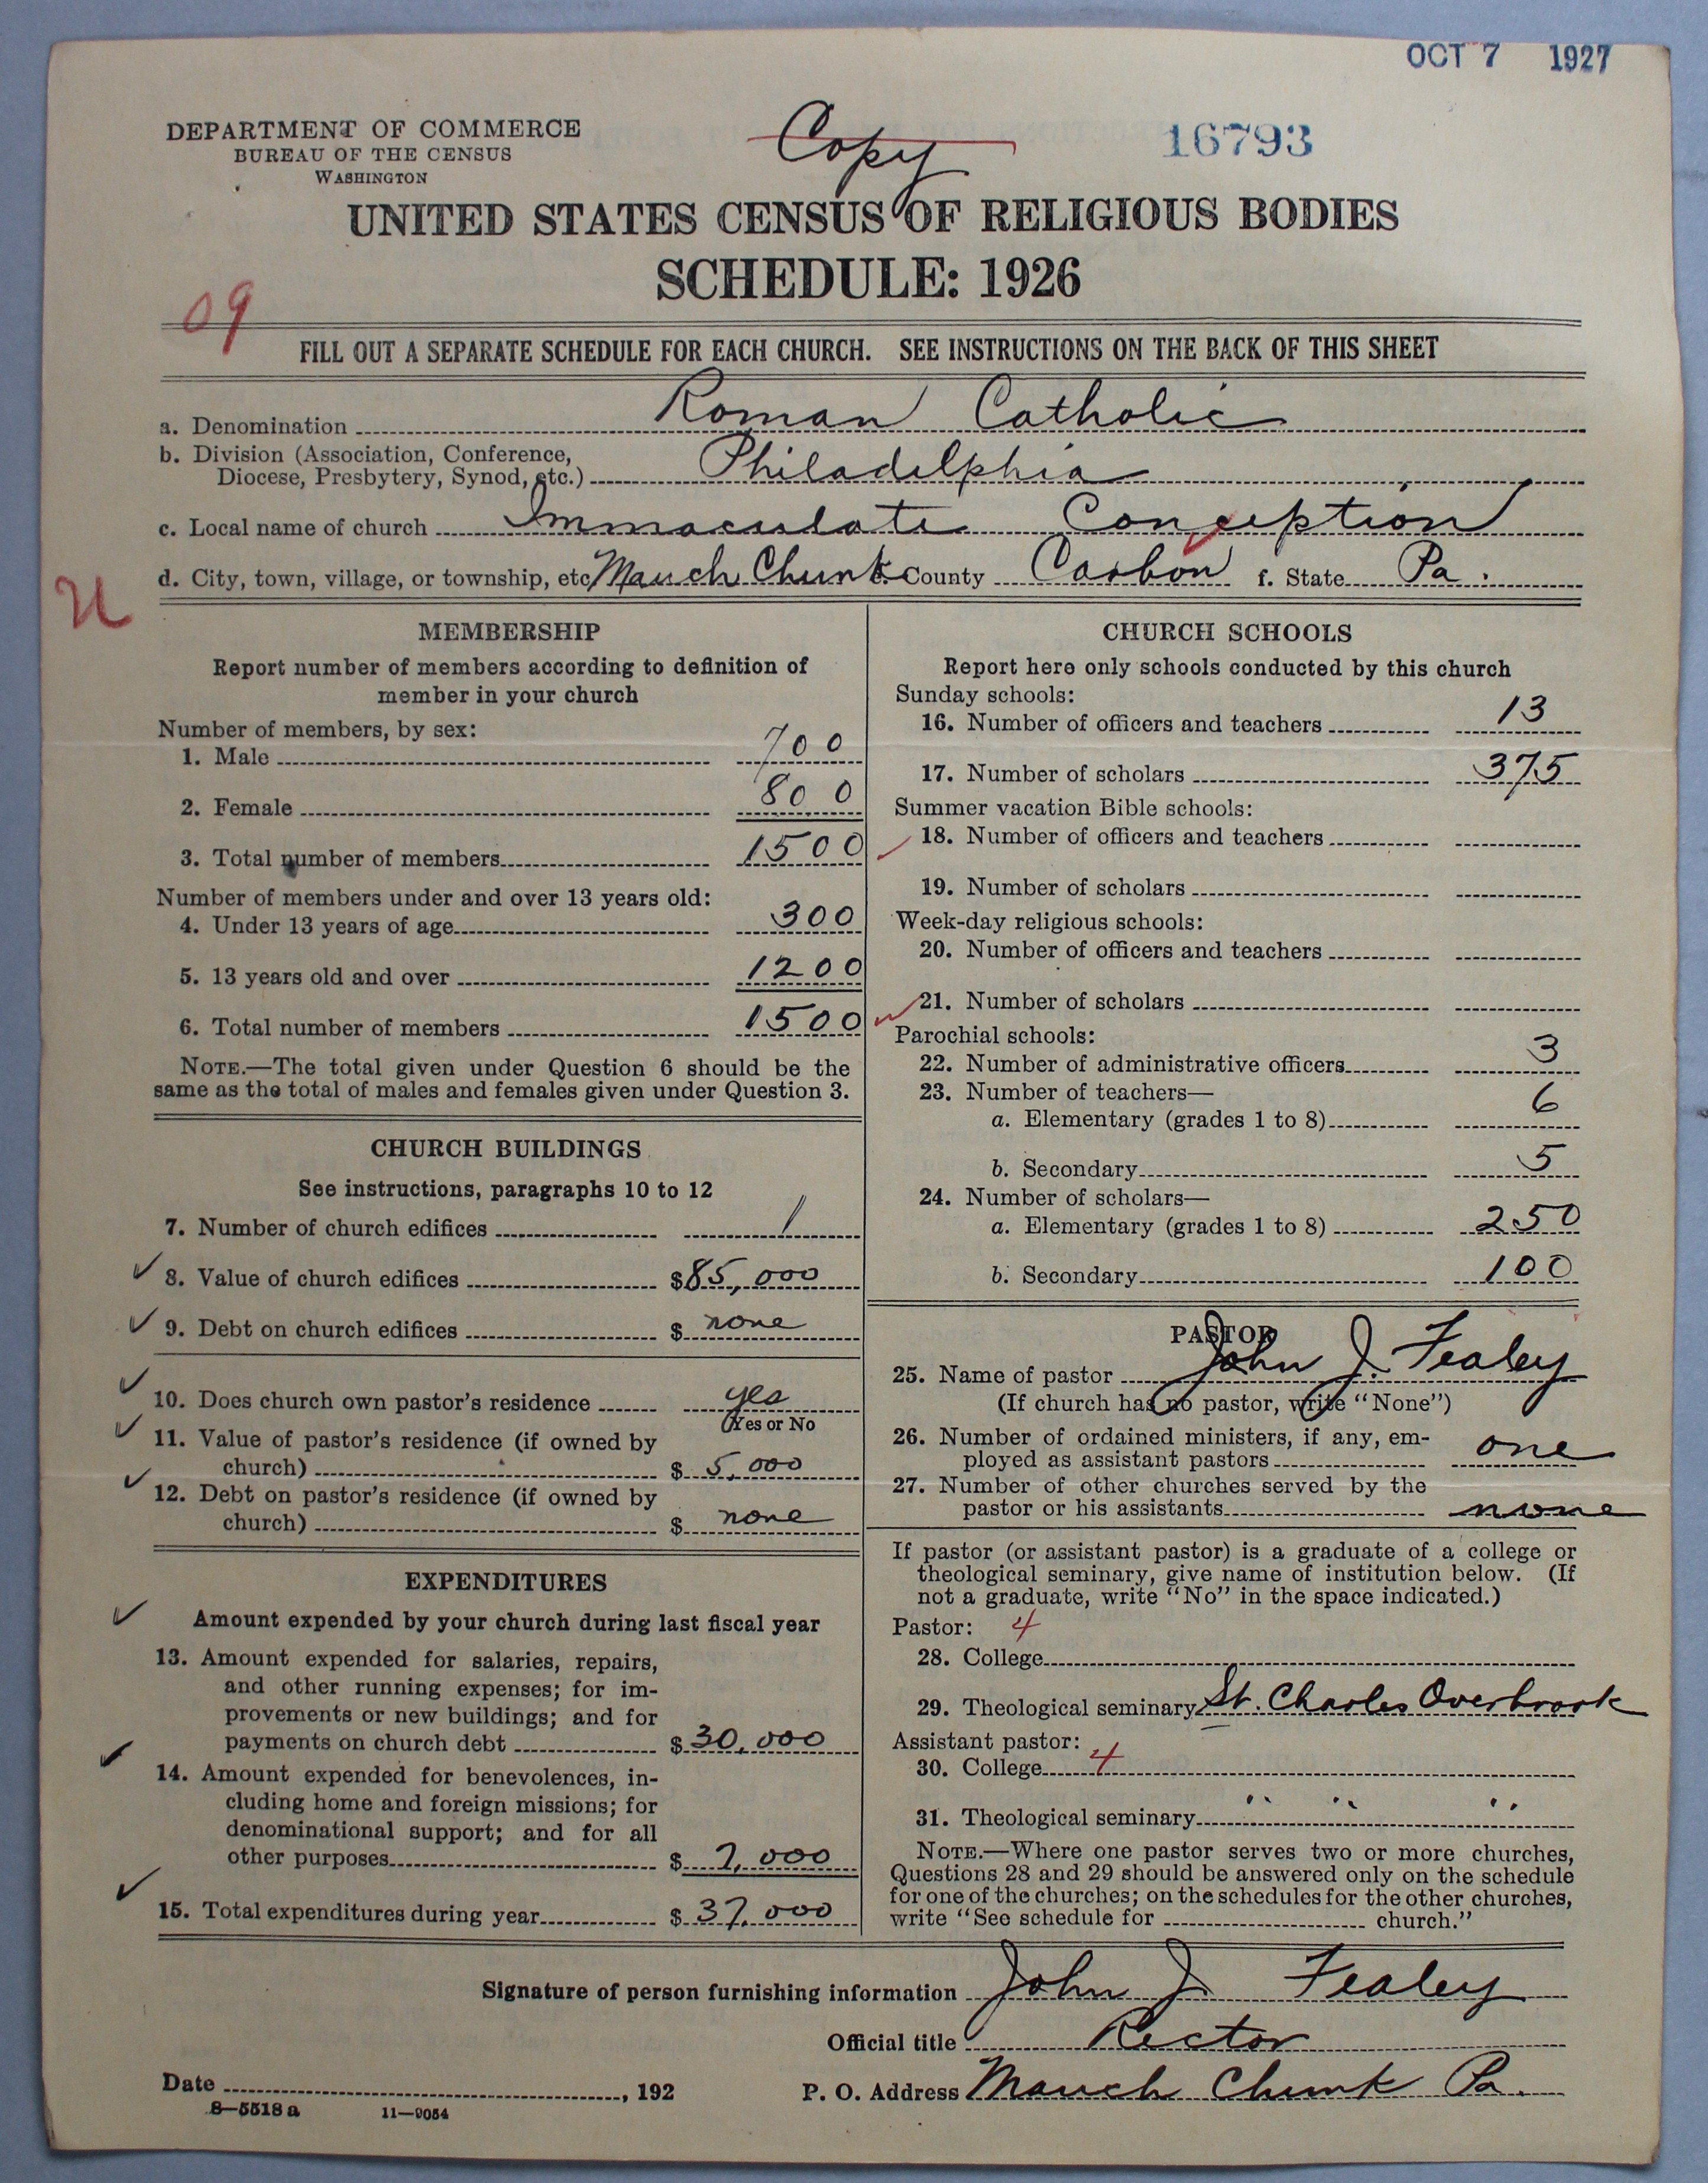 OCT 7 1927
DEPARTMENT OF COMMERCE
BUREAU OF THE CENSUS
WASHINGTON
Copy
16793
UNITED STATES CENSUS OF RELIGIOUS BODIES
SCHEDULE: 1926
09
FILL OUT A SEPARATE SCHEDULE FOR EACH CHURCH. SEE INSTRUCTIONS ON THE BACK OF THIS SHEET
a. Denomination Roman Catholic
b. Division (Association, Conference,
Diocese, Presbytery, Synod, etc.) Philadelphia
c. Local name of church Immaculate Conception
d. City, town, village, or township, etc Mauch Chunk e. County Carbon f. State Pa.
U
MEMBERSHIP
Report number of members according to definition of
member in your church
Number of members, by sex:
1. Male 700
2. Female 800
3. Total number of members 1500
Number of members under and over 13 years old:
4. Under 13 years of age 300
5. 13 years old and over 1200
6. Total number of members 1500
NOTE.—The total given under Question 6 should be the
same as the total of males and females given under Question 3.
CHURCH BUILDINGS
See instructions, paragraphs 10 to 12
7. Number of church edifices 1
8. Value of church edifices $85,000
9. Debt on church edifices $ none
10. Does church own pastor's residence yes
(Yes or No
11. Value of pastor's residence (if owned by
church) $ 5,000
12. Debt on pastor's residence (if owned by
church) $ none
EXPENDITURES
Amount expended by your church during last fiscal year
13. Amount expended for salaries, repairs,
and other running expenses; for im-
provements or new buildings; and for
payments on church debt $30,000
14. Amount expended for benevolences, in-
cluding home and foreign missions; for
denominational support; and for all
other purposes $ 7,000
15. Total expenditures during year $ 37,000
CHURCH SCHOOLS
Report here only schools conducted by this church
Sunday schools:
16. Number of officers and teachers 13
17. Number of scholars 375
Summer vacation Bible schools:
18. Number of officers and teachers
19. Number of scholars
Week-day religious schools:
20. Number of officers and teachers
21. Number of scholars
Parochial schools:
22. Number of administrative officers 3
23. Number of teachers—
a. Elementary (grades 1 to 8) 6
b. Secondary 5
24. Number of scholars—
a. Elementary (grades 1 to 8) 250
b. Secondary 100
PASTOR
25. Name of pastor John J. Fealey
(If church has no pastor, write "None")
26. Number of ordained ministers, if any, em-
ployed as assistant pastors one
27. Number of other churches served by the
pastor or his assistants none
If pastor (or assistant pastor) is a graduate of a college or
theological seminary, give name of institution below. (If
not a graduate, write "No" in the space indicated.)
Pastor: 4
28. College
29. Theological seminary St. Charles Overbrook
Assistant pastor:
30. College 4
31. Theological seminary " " "
NOTE.—Where one pastor serves two or more churches,
Questions 28 and 29 should be answered only on the schedule
for one of the churches; on the schedules for the other churches,
write "See schedule for church."
Signature of person furnishing information John J Fealey
Official title Rector
Date , 192
P. O. Address Mauch Chunk Pa.
8—5518a 11—9054